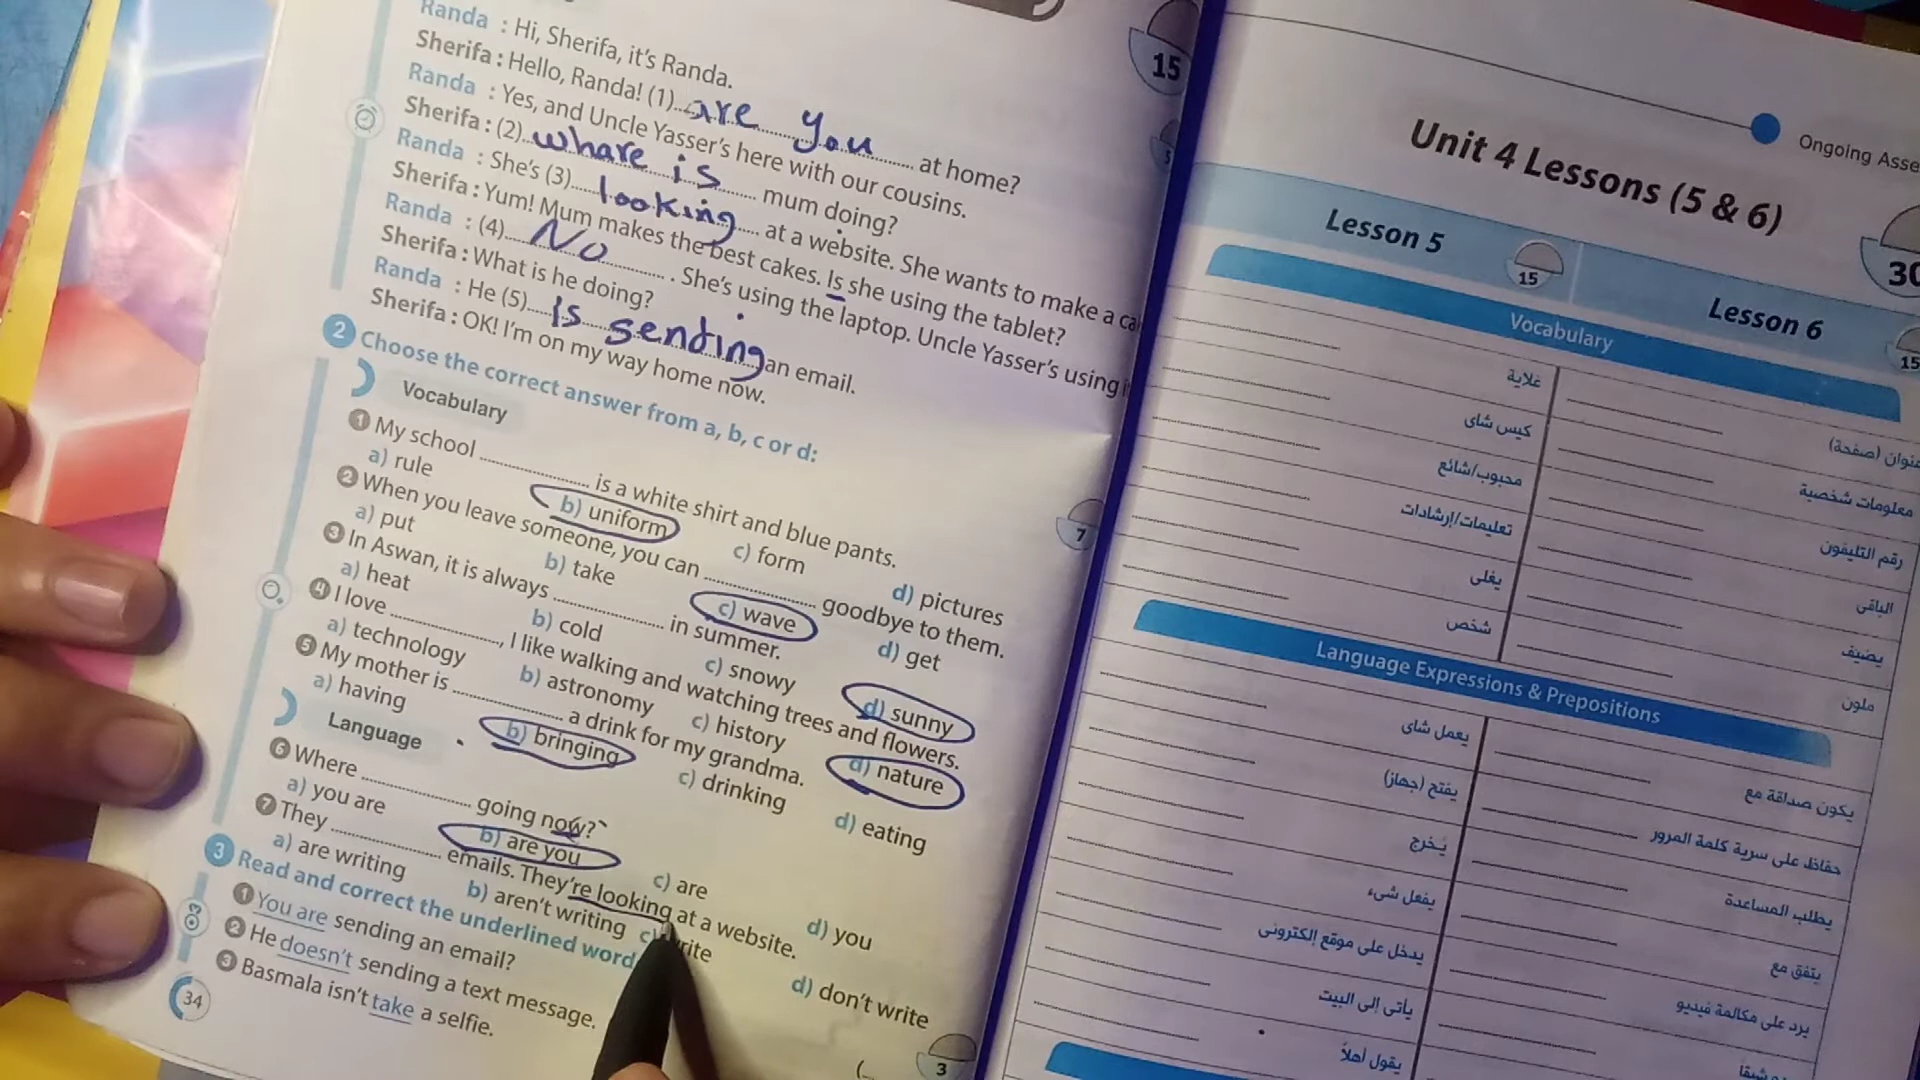 Randa : Hi, Sherifa, it's Randa.
Sherifa : Hello, Randa! (1) are you at home?
Randa : Yes, and Uncle Yasser's here with our cousins.
Sherifa : (2) whare is mum doing?
Randa : She's (3) looking at a website. She wants to make a
Sherifa : Yum! Mum makes the best cakes. Is she using the tablet?
Randa : (4) No . She's using the laptop. Uncle Yasser's using
Sherifa : What is he doing?
Randa : He (5) is sending an email.
Sherifa : OK! I'm on my way home now.
15
2 Choose the correct answer from a, b, c or d:
Vocabulary
1 My school ............ is a white shirt and blue pants.
a) rule b) uniform c) form d) pictures
2 When you leave someone, you can ............ goodbye to them.
a) put b) take c) wave d) get
3 In Aswan, it is always ............ in summer.
a) heat b) cold c) snowy d) sunny
4 I love ............, I like walking and watching trees and flowers.
a) technology b) astronomy c) history d) nature
5 My mother is ............ a drink for my grandma.
a) having b) bringing c) drinking d) eating
7
Language
6 Where ............ going now?
a) you are b) are you c) are d) you
7 They ............ emails. They're looking at a website.
a) are writing b) aren't writing d) don't write
3 Read and correct the underlined
1 You are sending an email?
2 He doesn't sending a text message.
3 Basmala isn't take a selfie.
3
34
Ongoing
Unit 4 Lessons (5 & 6)
30
Lesson 5
15
Lesson 6
15
Vocabulary
غلاية
عنوان (صفحة)
كيس شاى
معلومات شخصية
محبوب/شائع
رقم التليفون
تعليمات/إرشادات
الباقى
يغلى
يضيف
شخص
ملون
Language Expressions & Prepositions
يعمل شاى
يكون صداقة مع
يفتح (جهاز)
حفاظ على سرية كلمة المرور
يخرج
يطلب المساعدة
يفعل شىء
يتفق مع
يدخل على موقع إلكترونى
يرد على مكالمة فيديو
يأتى إلى البيت
يقول أهلاً